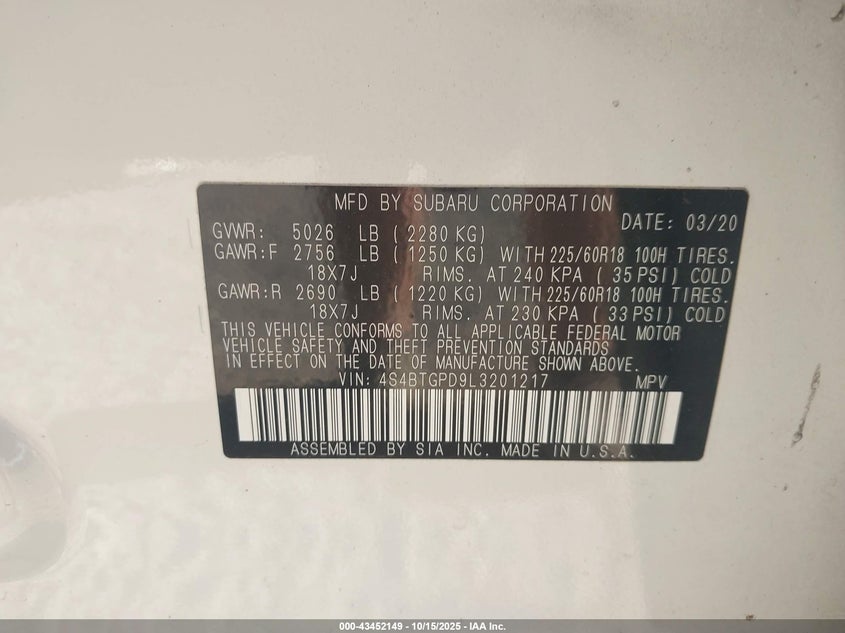 MFD BY SUBARU CORPORATION
DATE: 03/20
GVWR: 5026 LB ( 2280 KG)
GAWR:F 2756 LB ( 1250 KG) WITH 225/60R18 100H TIRES.
18X7J RIMS. AT 240 KPA ( 35 PSI) COLD
GAWR:R 2690 LB ( 1220 KG) WITH 225/60R18 100H TIRES.
18X7J RIMS. AT 230 KPA ( 33 PSI) COLD
THIS VEHICLE CONFORMS TO ALL APPLICABLE FEDERAL MOTOR
VEHICLE SAFETY AND THEFT PREVENTION STANDARDS
IN EFFECT ON THE DATE OF MANUFACTURE SHOWN ABOVE.
VIN: 4S4BTGPD9L3201217 MPV
ASSEMBLED BY SIA INC. MADE IN U.S.A.
000-43452149 - 10/15/2025 - IAA Inc.